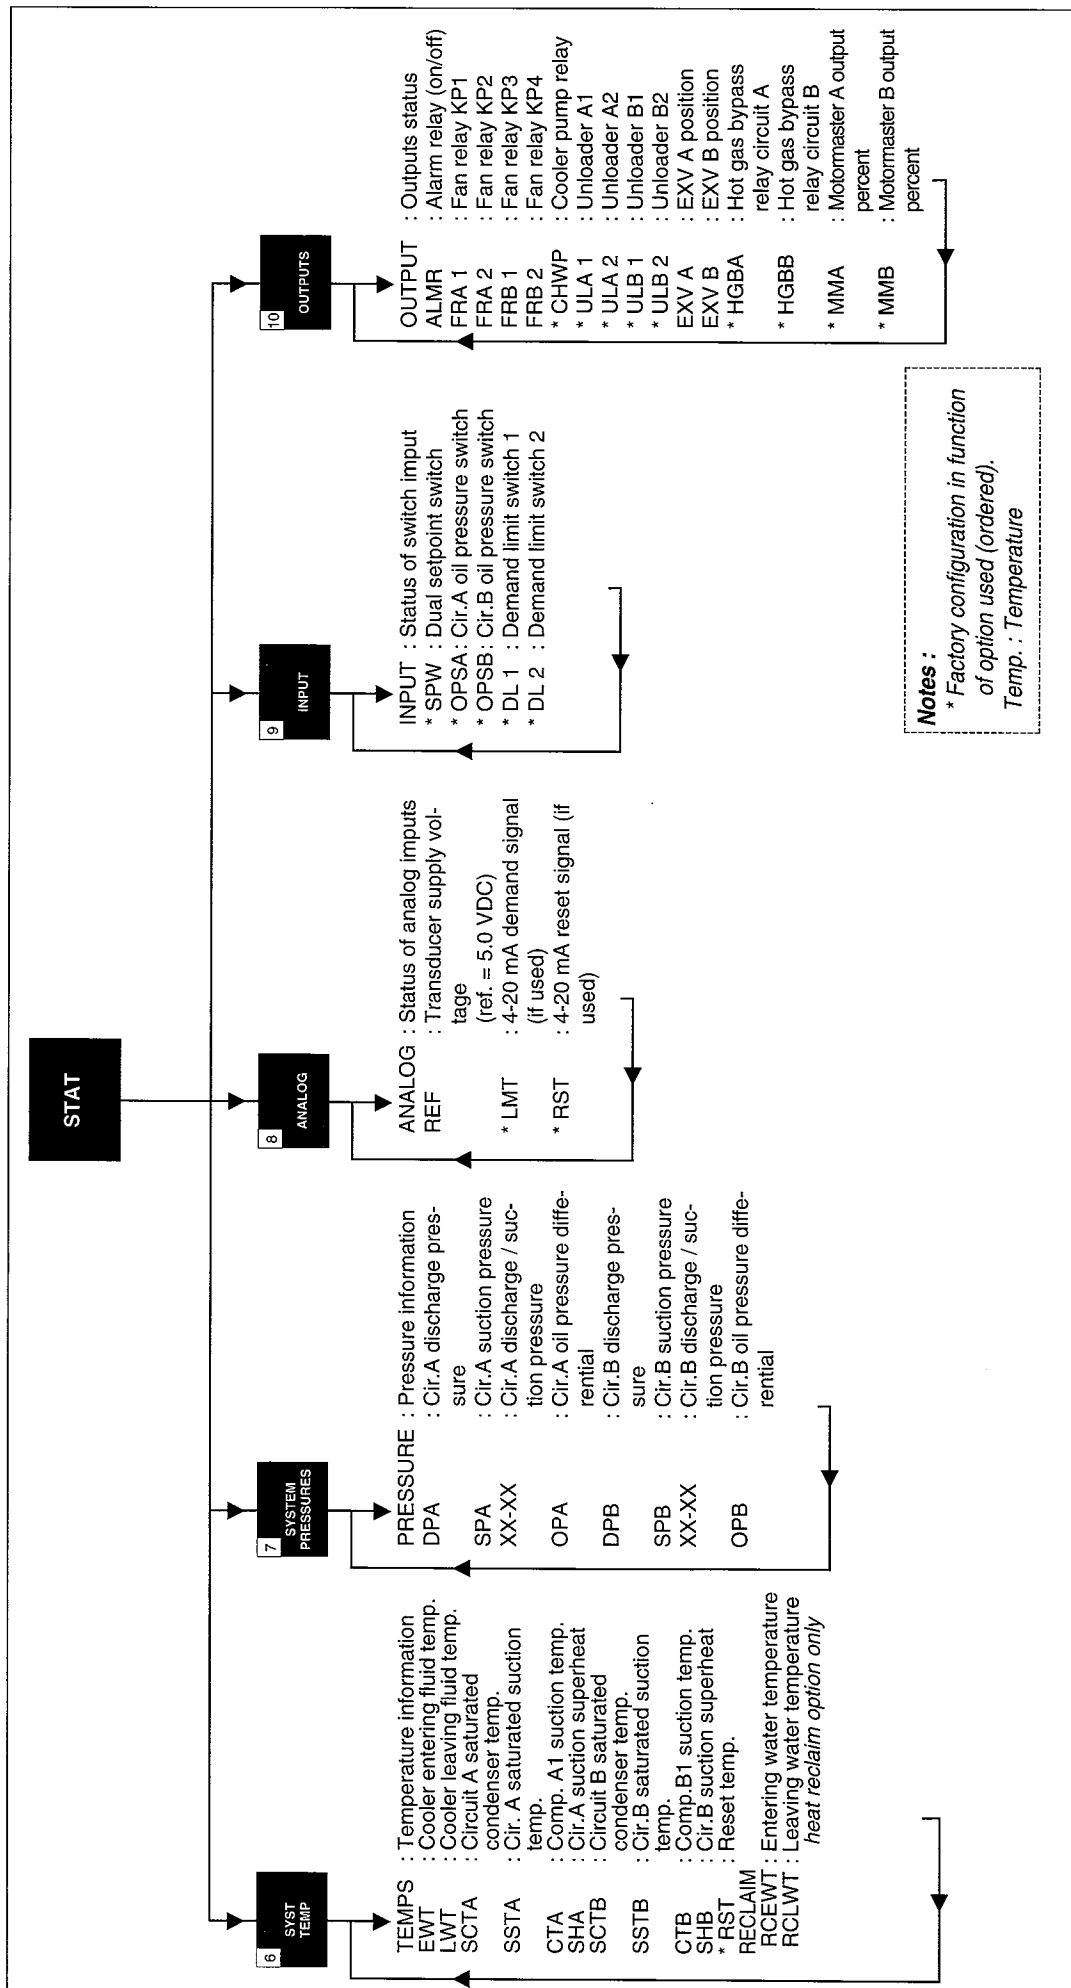 STAT
6
SYST
TEMP
TEMPS : Temperature information
EWT : Cooler entering fluid temp.
LWT : Cooler leaving fluid temp.
SCTA : Circuit A saturated
condenser temp.
SSTA : Cir. A saturated suction
temp.
CTA : Comp. A1 suction temp.
SHA : Cir.A suction superheat
SCTB : Circuit B saturated
condenser temp.
SSTB : Cir.B saturated suction
temp.
CTB : Comp.B1 suction temp.
SHB : Cir.B suction superheat
* RST : Reset temp.
RECLAIM
RCEWT : Entering water temperature
RCLWT : Leaving water temperature
heat reclaim option only
7
SYSTEM
PRESSURES
PRESSURE : Pressure information
DPA : Cir.A discharge pres-
sure
SPA : Cir.A suction pressure
XX-XX : Cir.A discharge / suc-
tion pressure
OPA : Cir.A oil pressure diffe-
rential
DPB : Cir.B discharge pres-
sure
SPB : Cir.B suction pressure
XX-XX : Cir.B discharge / suc-
tion pressure
OPB : Cir.B oil pressure diffe-
rential
8
ANALOG
ANALOG : Status of analog imputs
REF : Transducer supply vol-
tage
(ref. = 5.0 VDC)
* LMT : 4-20 mA demand signal
(if used)
* RST : 4-20 mA reset signal (if
used)
9
INPUT
INPUT : Status of switch input
* SPW : Dual setpoint switch
* OPSA : Cir.A oil pressure switch
* OPSB : Cir.B oil pressure switch
* DL 1 : Demand limit switch 1
* DL 2 : Demand limit switch 2
10
OUTPUTS
OUTPUT : Outputs status
ALMR : Alarm relay (on/off)
FRA 1 : Fan relay KP1
FRA 2 : Fan relay KP2
FRB 1 : Fan relay KP3
FRB 2 : Fan relay KP4
* CHWP : Cooler pump relay
* ULA 1 : Unloader A1
* ULA 2 : Unloader A2
* ULB 1 : Unloader B1
* ULB 2 : Unloader B2
EXV A : EXV A position
EXV B : EXV B position
* HGBA : Hot gas bypass
relay circuit A
* HGBB : Hot gas bypass
relay circuit B
* MMA : Motormaster A output
percent
* MMB : Motormaster B output
percent
Notes :
* Factory configuration in function
of option used (ordered).
Temp. : Temperature